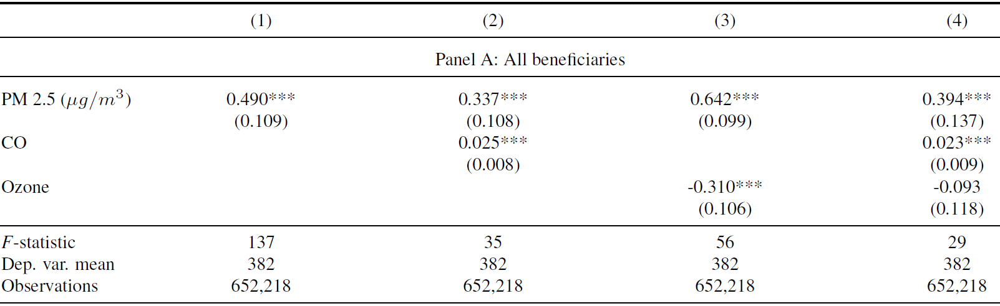 (1) (2) (3) (4)
Panel A: All beneficiaries
PM 2.5 (μg/m³) 0.490*** 0.337*** 0.642*** 0.394***
(0.109) (0.108) (0.099) (0.137)
CO 0.025*** 0.023***
(0.008) (0.009)
Ozone -0.310*** -0.093
(0.106) (0.118)
F-statistic 137 35 56 29
Dep. var. mean 382 382 382 382
Observations 652,218 652,218 652,218 652,218